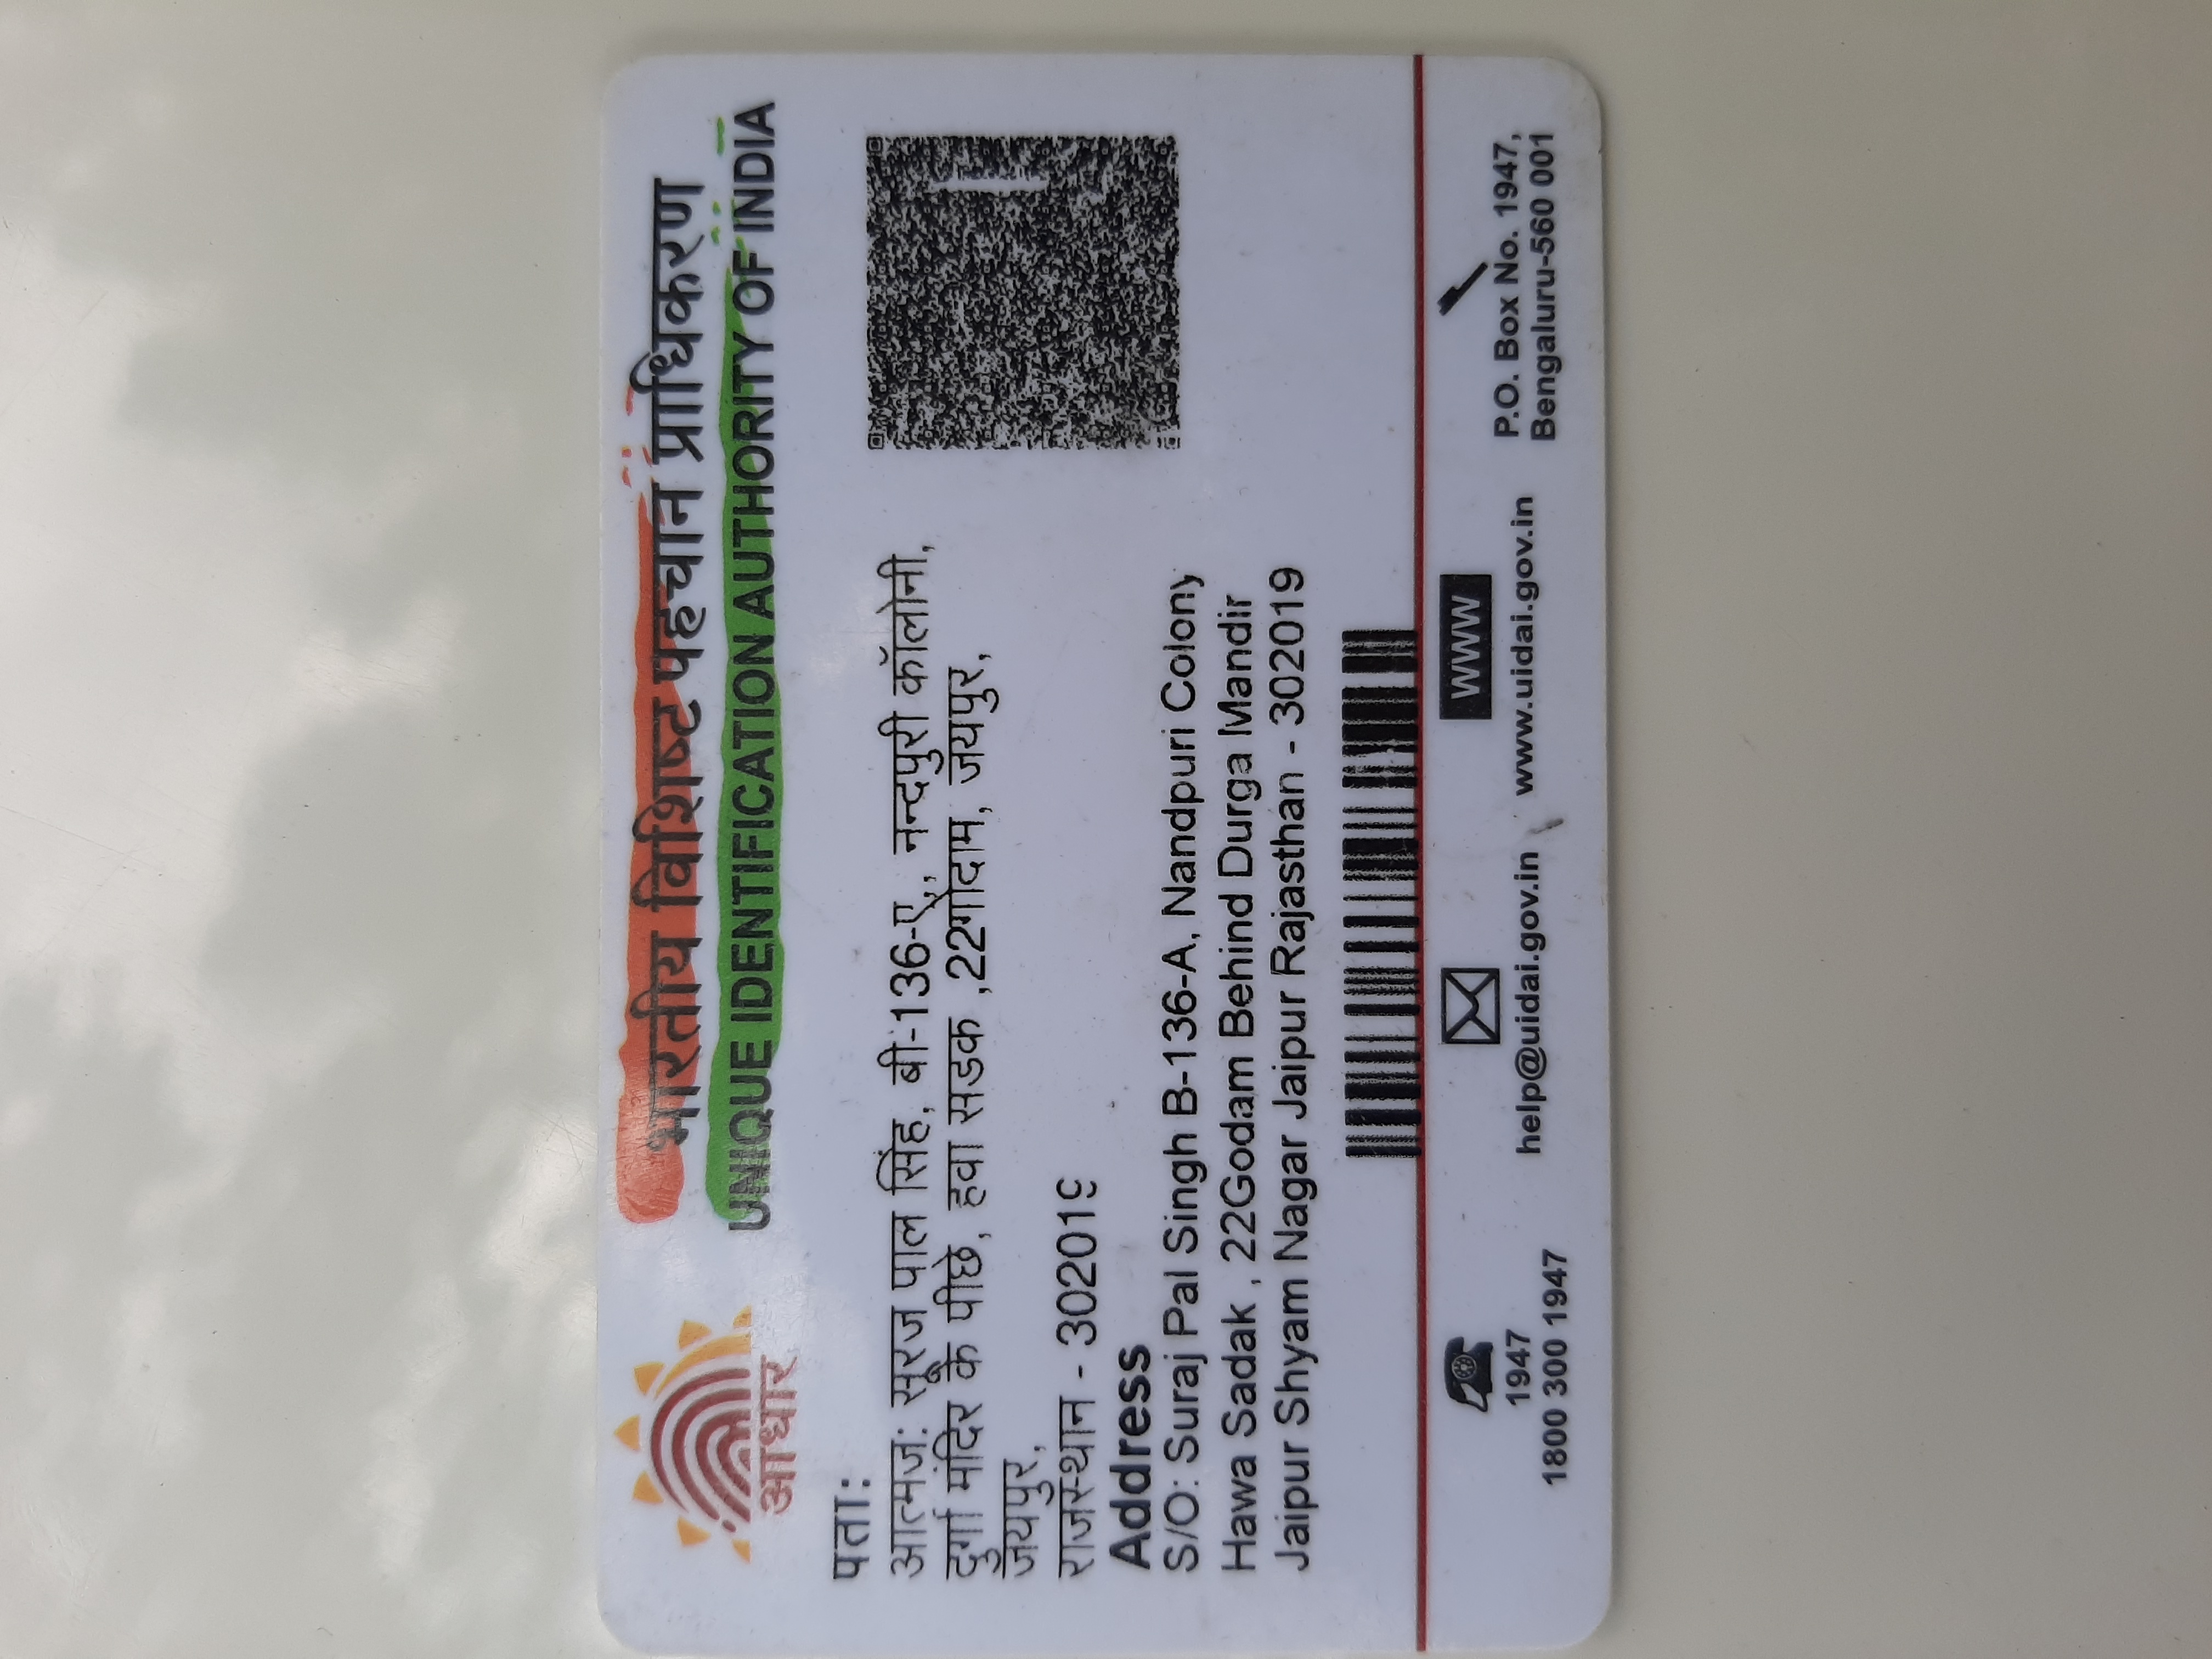 भारतीय विशिष्ट पहचान प्राधिकरण
UNIQUE IDENTIFICATION AUTHORITY OF INDIA
आधार
पता:
आत्मज: सूरज पाल सिंह, बी-136-ए,, नन्दपुरी कॉलोनी,
दुर्गा मंदिर के पीछे, हवा सडक ,22गोदाम, जयपुर,
जयपुर,
राजस्थान - 302019
Address
S/O: Suraj Pal Singh B-136-A, Nandpuri Colony
Hawa Sadak , 22Godam Behind Durga Mandir
Jaipur Shyam Nagar Jaipur Rajasthan - 302019
1947
1800 300 1947
help@uidai.gov.in
WWW
www.uidai.gov.in
P.O. Box No. 1947,
Bengaluru-560 001